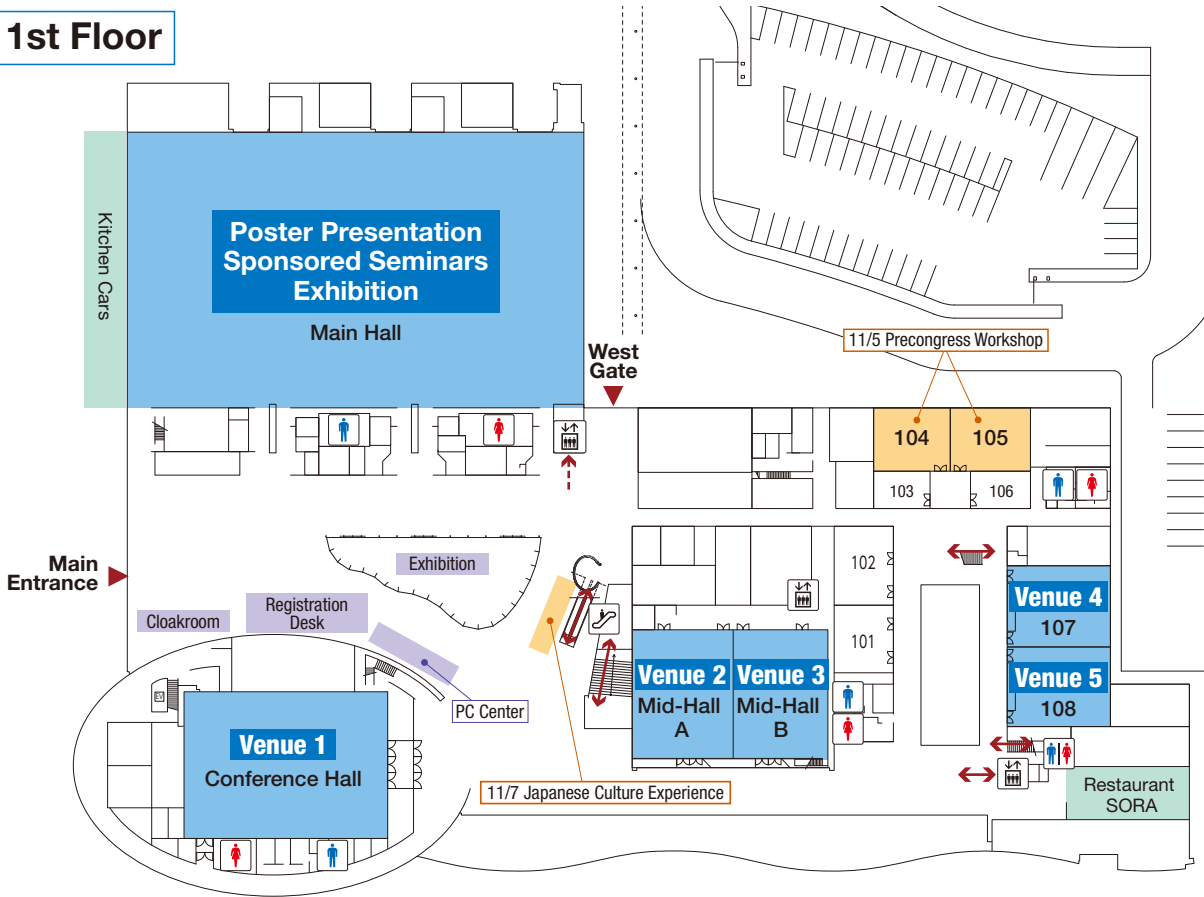 1st Floor
Kitchen Cars
Poster Presentation
Sponsored Seminars
Exhibition
Main Hall
West
Gate
11/5 Precongress Workshop
104
105
103
106
Main
Entrance
Exhibition
Cloakroom
Registration
Desk
PC Center
EV
Venue 1
Conference Hall
11/7 Japanese Culture Experience
Venue 2
Mid-Hall
A
Venue 3
Mid-Hall
B
102
101
Venue 4
107
Venue 5
108
Restaurant
SORA